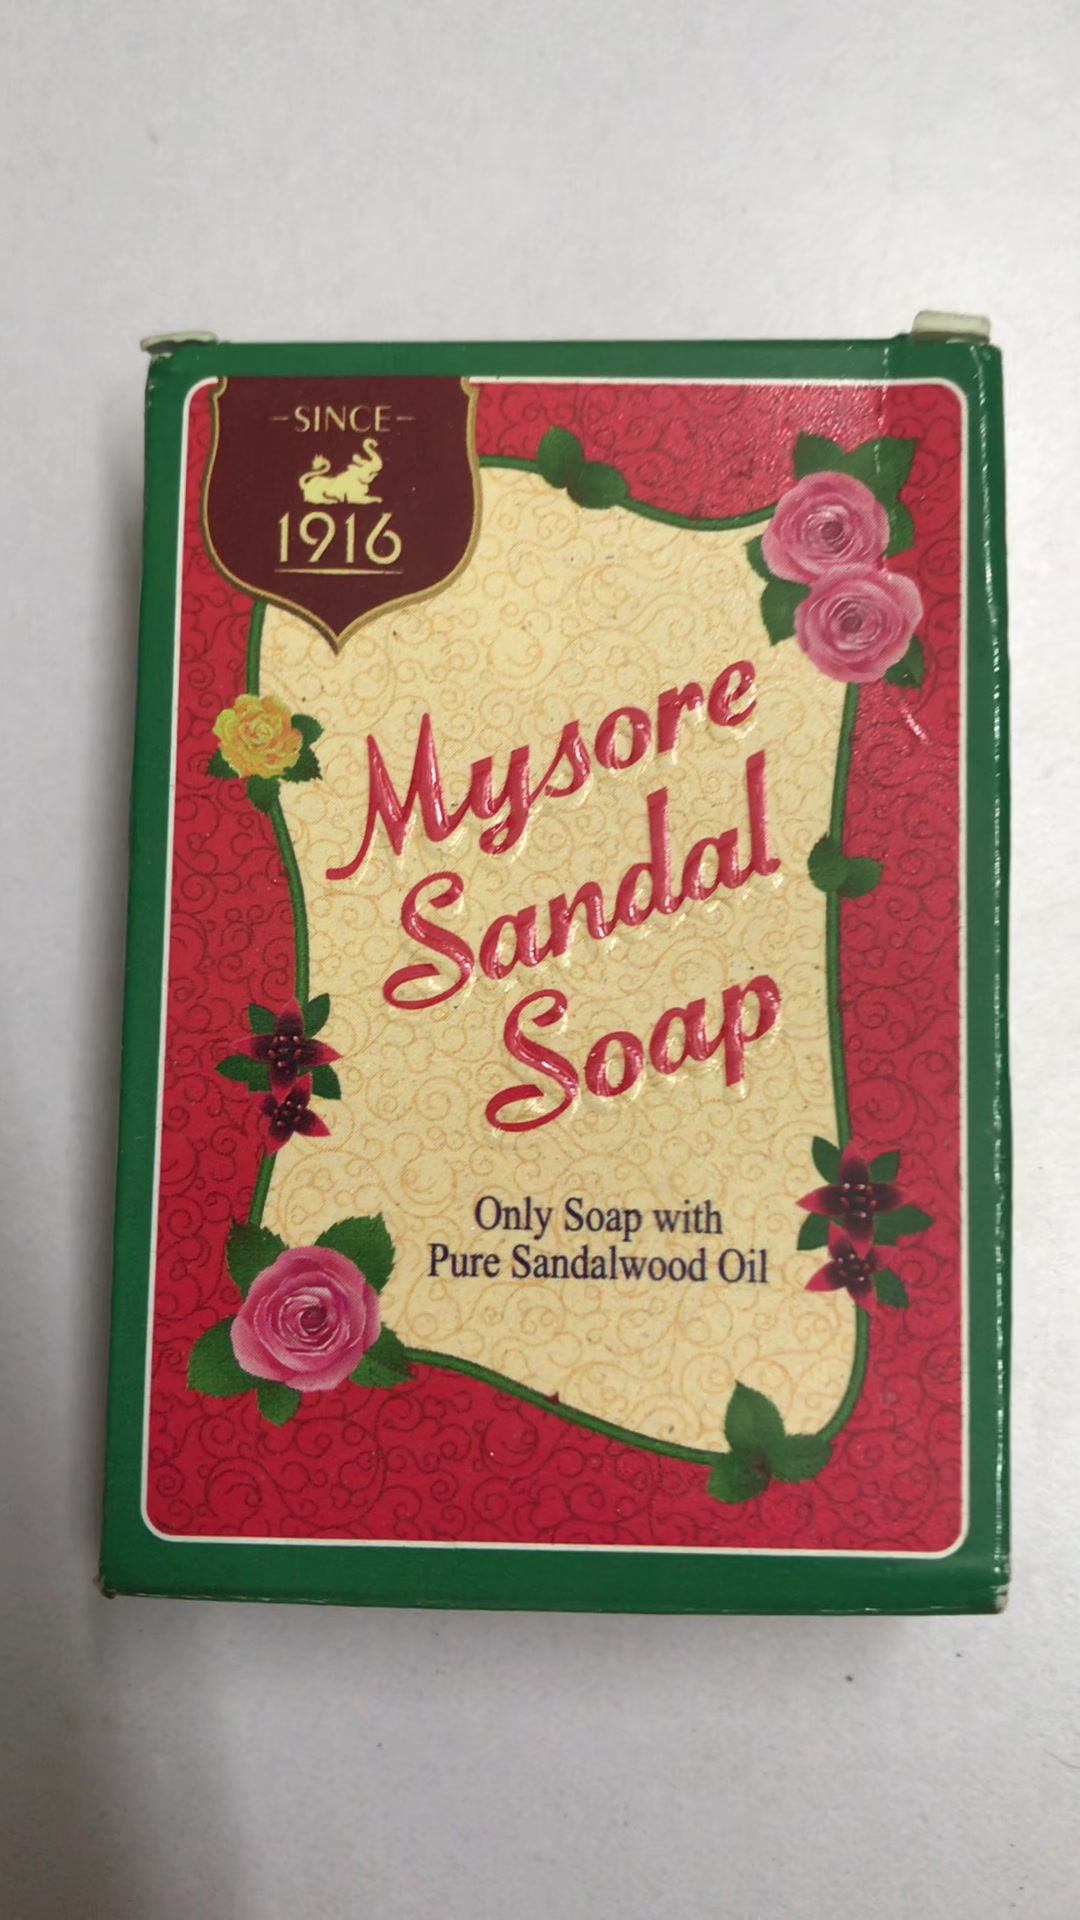 -SINCE-
1916
Mysore
Sandal
Soap
Only Soap with
Pure Sandalwood Oil